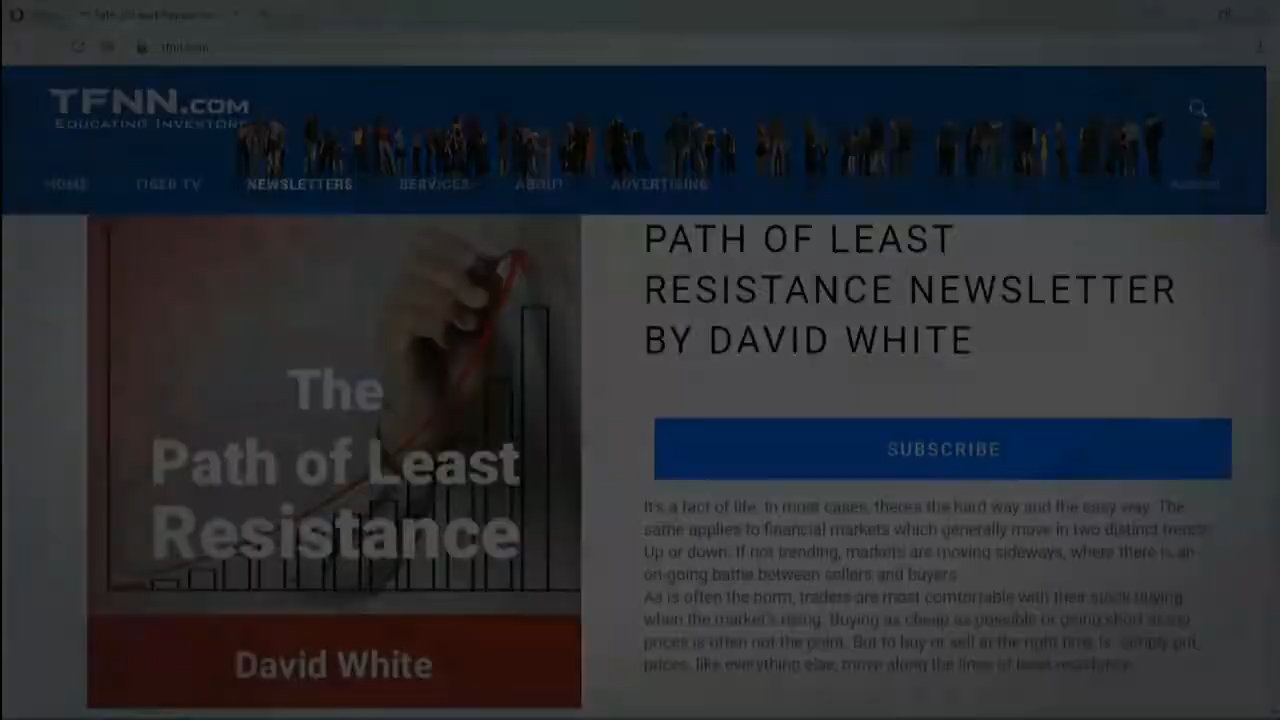 tfnn.com
TFNN.COM
EDUCATING INVESTORS
HOME TIGER TV NEWSLETTERS SERVICES ABOUT ADVERTISING
The
Path of Least
Resistance
David White
PATH OF LEAST
RESISTANCE NEWSLETTER
BY DAVID WHITE
SUBSCRIBE
It's a fact of life. In most cases, theres the hard way and the easy way. The
same applies to financial markets which generally move in two distinct trends
Up or down. If not trending, markets are moving sideways, where there is an
on-going battle between sellers and buyers
As is often the norm, traders are most comfortable with their stock buying
when the market's rising. Buying as cheap as possible or going short at top
prices is often not the point. But to buy or sell at the right time, is, simply put,
prices, like everything else, move along the lines of least resistance.